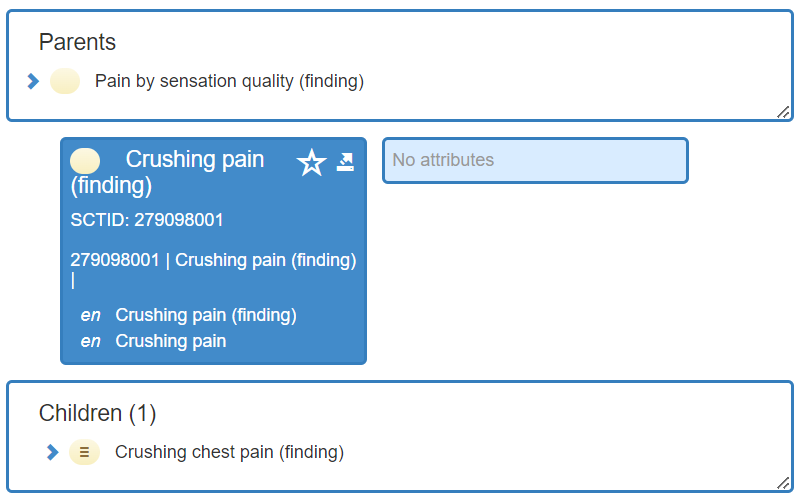 Parents
Pain by sensation quality (finding)
Crushing pain
(finding)
SCTID: 279098001
279098001 | Crushing pain (finding)
|
en Crushing pain (finding)
en Crushing pain
No attributes
Children (1)
Crushing chest pain (finding)